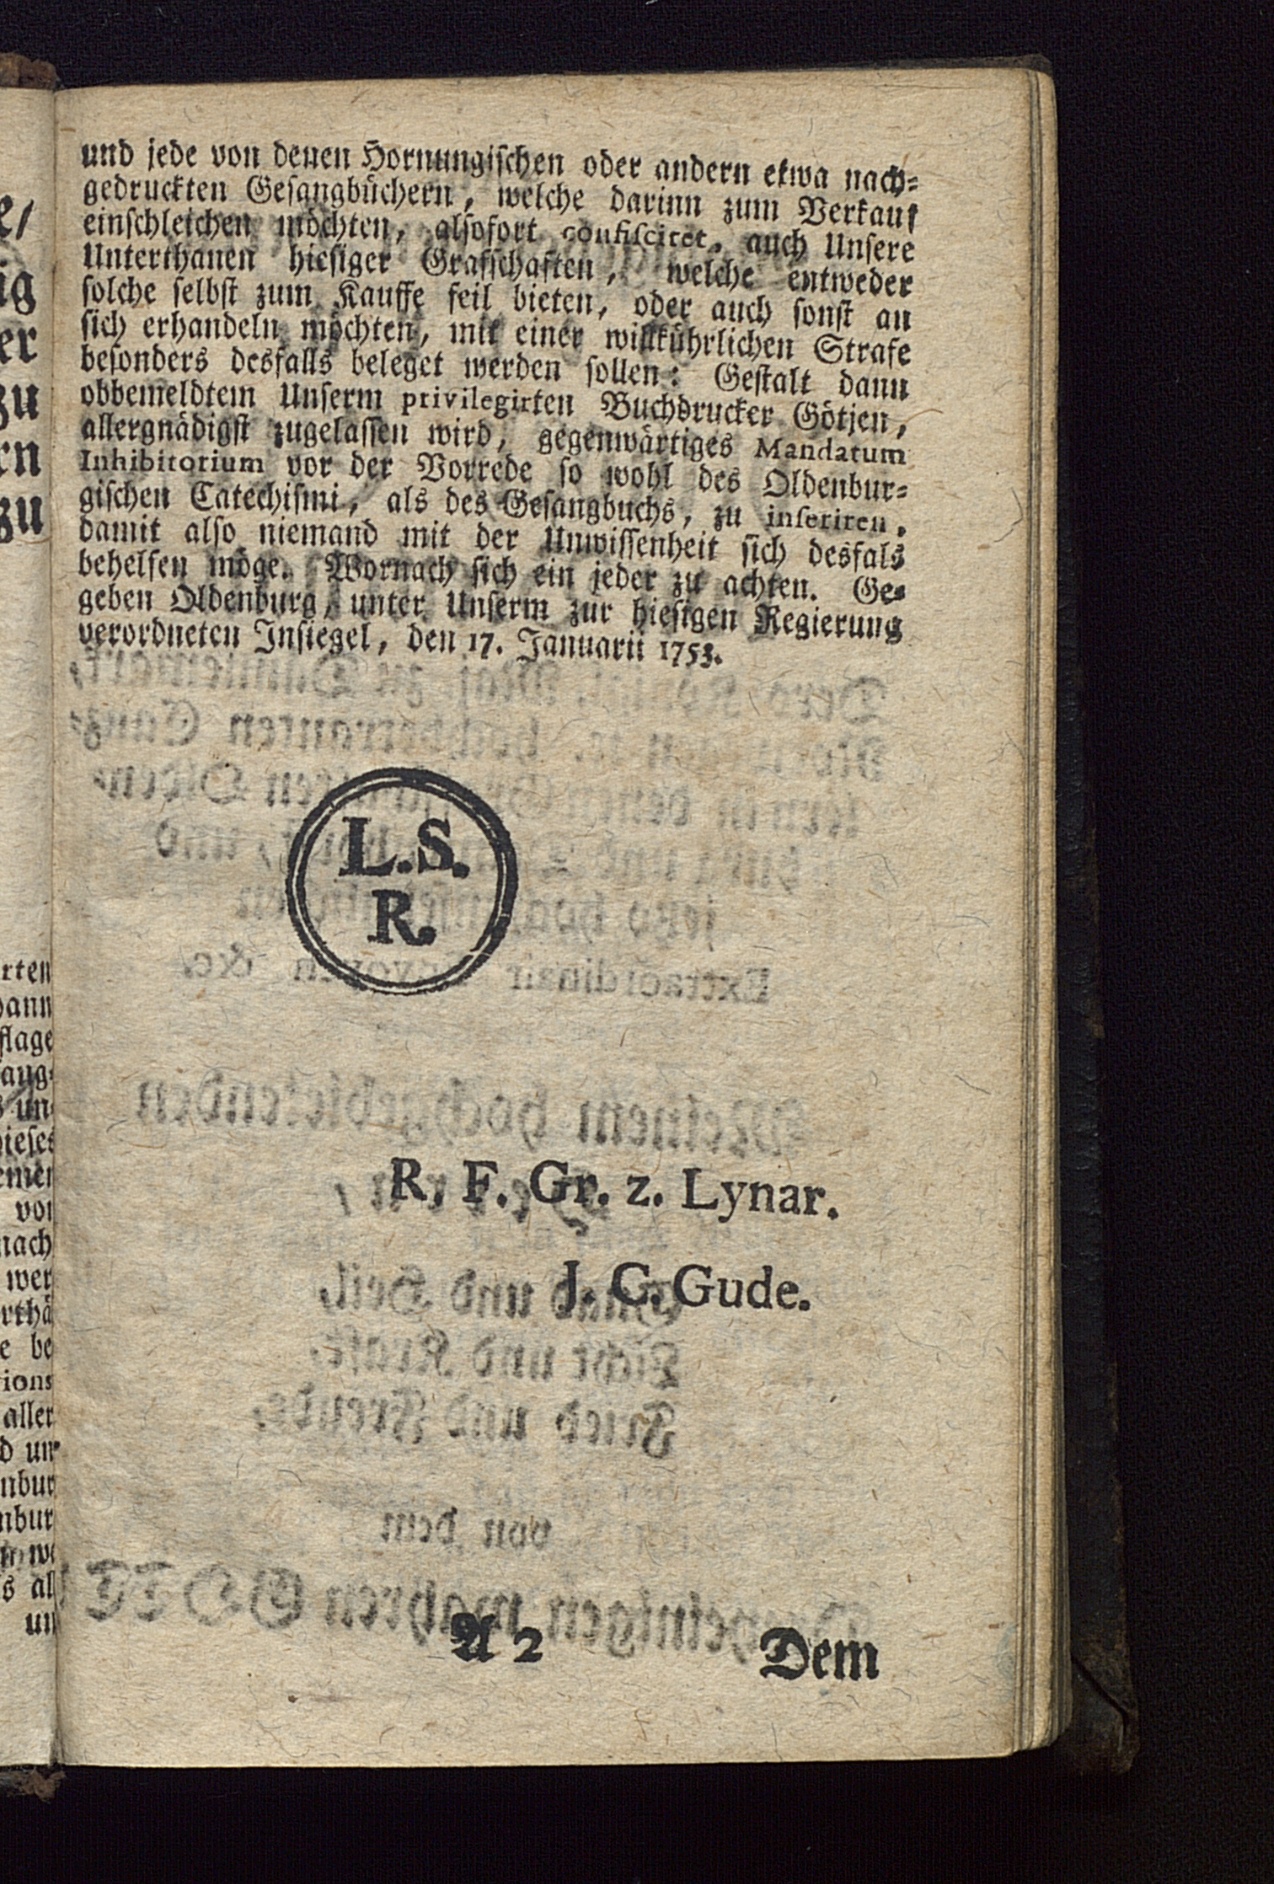 und jede von denen Hornungischen oder andern etwa nach-
gedruckten Gesangbüchern, welche darinn zum Verkauf
einschleichen möchten, alsofort confisciret, auch Unsere
Unterthanen hiesiger Grafschaften, welche entweder
solche selbst zum Kauffe feil bieten, oder auch sonst an
sich erhandeln möchten, mit einer willkührlichen Strafe
besonders desfalls beleget werden sollen: Gestalt dann
obbemeldtem Unserm privilegirten Buchdrucker Götjen,
allergnädigst zugelassen wird, gegenwärtiges Mandatum
Inhibitorium vor der Vorrede so wohl des Oldenbur-
gischen Catechismi, als des Gesangbuchs, zu inseriren,
damit also niemand mit der Unwissenheit sich desfals
behelfen möge. Wornach sich ein jeder zu achten. Ge-
geben Oldenburg, unter Unserm zur hiesigen Regierung
verordneten Insiegel, den 17. Januarii 1753.
L.S.
R.
R. F. Gr. z. Lynar.
J. C. Gude.
A 2 Dem